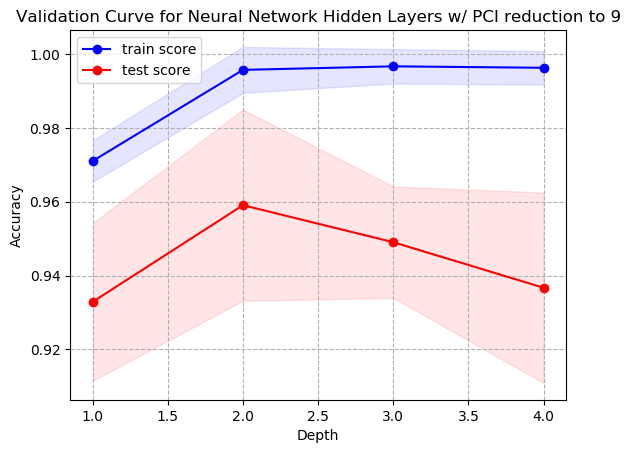 Validation Curve for Neural Network Hidden Layers w/ PCI reduction to 9
train score
test score
1.00
0.98
0.96
0.94
0.92
Accuracy
1.0 1.5 2.0 2.5 3.0 3.5 4.0
Depth